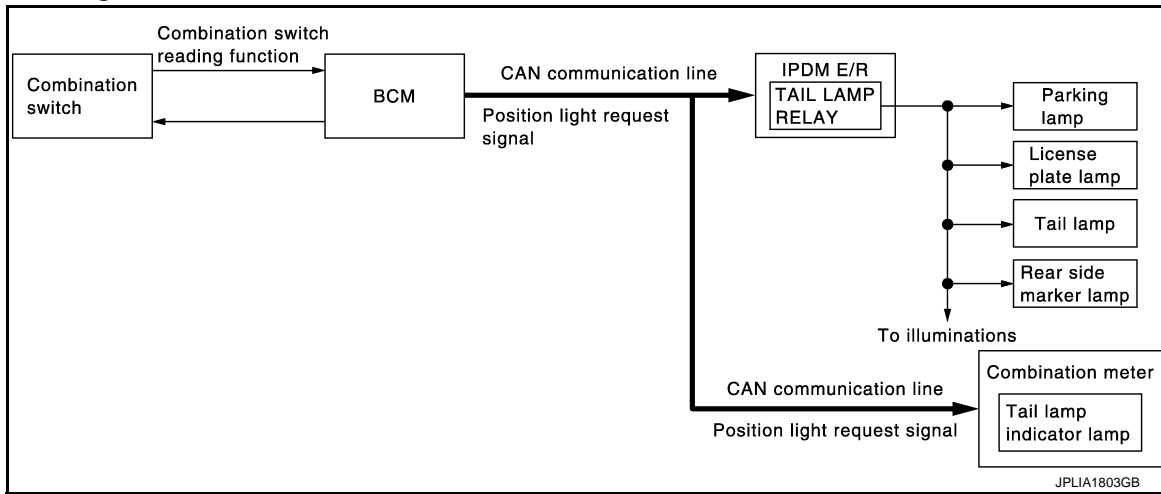 Combination switch
reading function
Combination
switch
BCM
CAN communication line
Position light request
signal
IPDM E/R
TAIL LAMP
RELAY
Parking
lamp
License
plate lamp
Tail lamp
Rear side
marker lamp
To illuminations
CAN communication line
Position light request signal
Combination meter
Tail lamp
indicator lamp
JPLIA1803GB